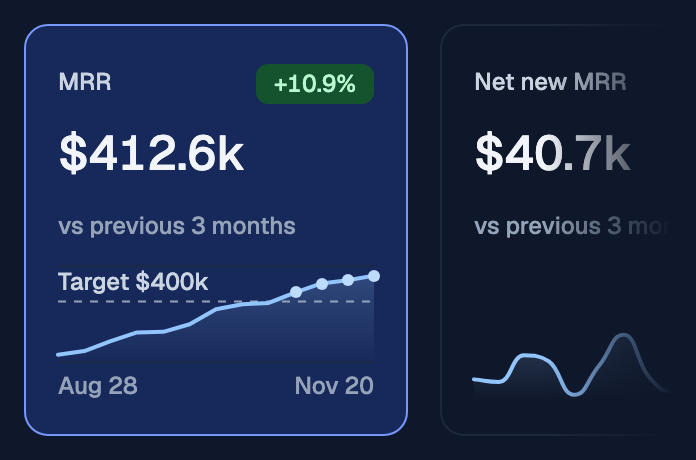 MRR
+10.9%
$412.6k
vs previous 3 months
Target $400k
Aug 28
Nov 20
Net new MRR
$40.7k
vs previous 3